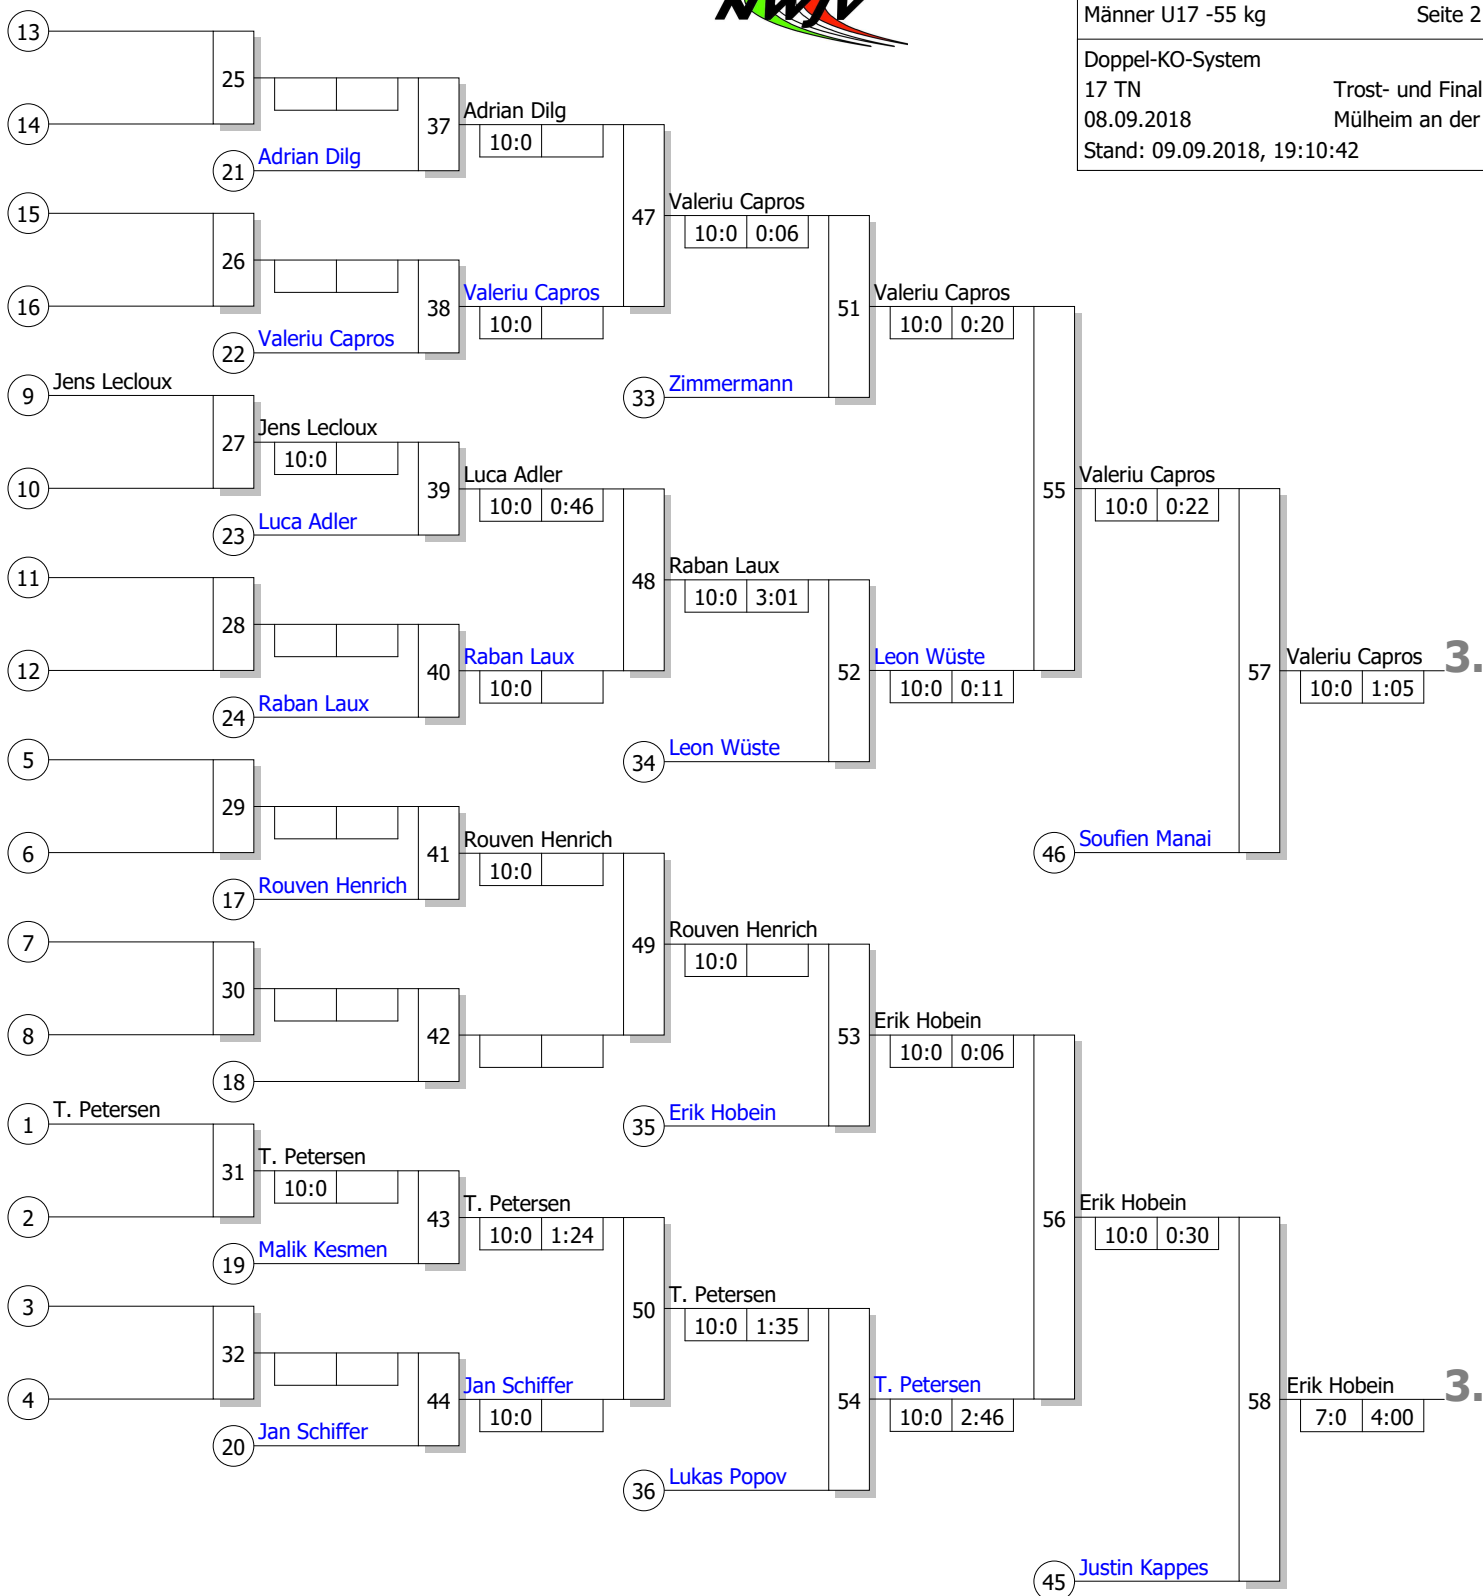 Männer U17 -55 kg Seite 2
Doppel-KO-System
17 TN Trost- und Final
08.09.2018 Mülheim an der
Stand: 09.09.2018, 19:10:42
13
25
14
37
Adrian Dilg
10:0
21
Adrian Dilg
15
47
Valeriu Capros
10:0 0:06
26
16
38
Valeriu Capros
10:0
22
Valeriu Capros
51
Valeriu Capros
10:0 0:20
9
Jens Lecloux
33
Zimmermann
27
Jens Lecloux
10:0
10
39
Luca Adler
10:0 0:46
23
Luca Adler
55
Valeriu Capros
10:0 0:22
11
48
Raban Laux
10:0 3:01
28
12
40
Raban Laux
10:0
24
Raban Laux
52
Leon Wüste
10:0 0:11
57
Valeriu Capros
10:0 1:05
3.
5
34
Leon Wüste
29
6
41
Rouven Henrich
10:0
46
Soufien Manai
17
Rouven Henrich
7
49
Rouven Henrich
10:0
30
8
42
18
53
Erik Hobein
10:0 0:06
1
T. Petersen
35
Erik Hobein
31
T. Petersen
10:0
2
43
T. Petersen
10:0 1:24
19
Malik Kesmen
56
Erik Hobein
10:0 0:30
3
50
T. Petersen
10:0 1:35
32
4
44
Jan Schiffer
10:0
20
Jan Schiffer
54
T. Petersen
10:0 2:46
58
Erik Hobein
7:0 4:00
3.
36
Lukas Popov
45
Justin Kappes